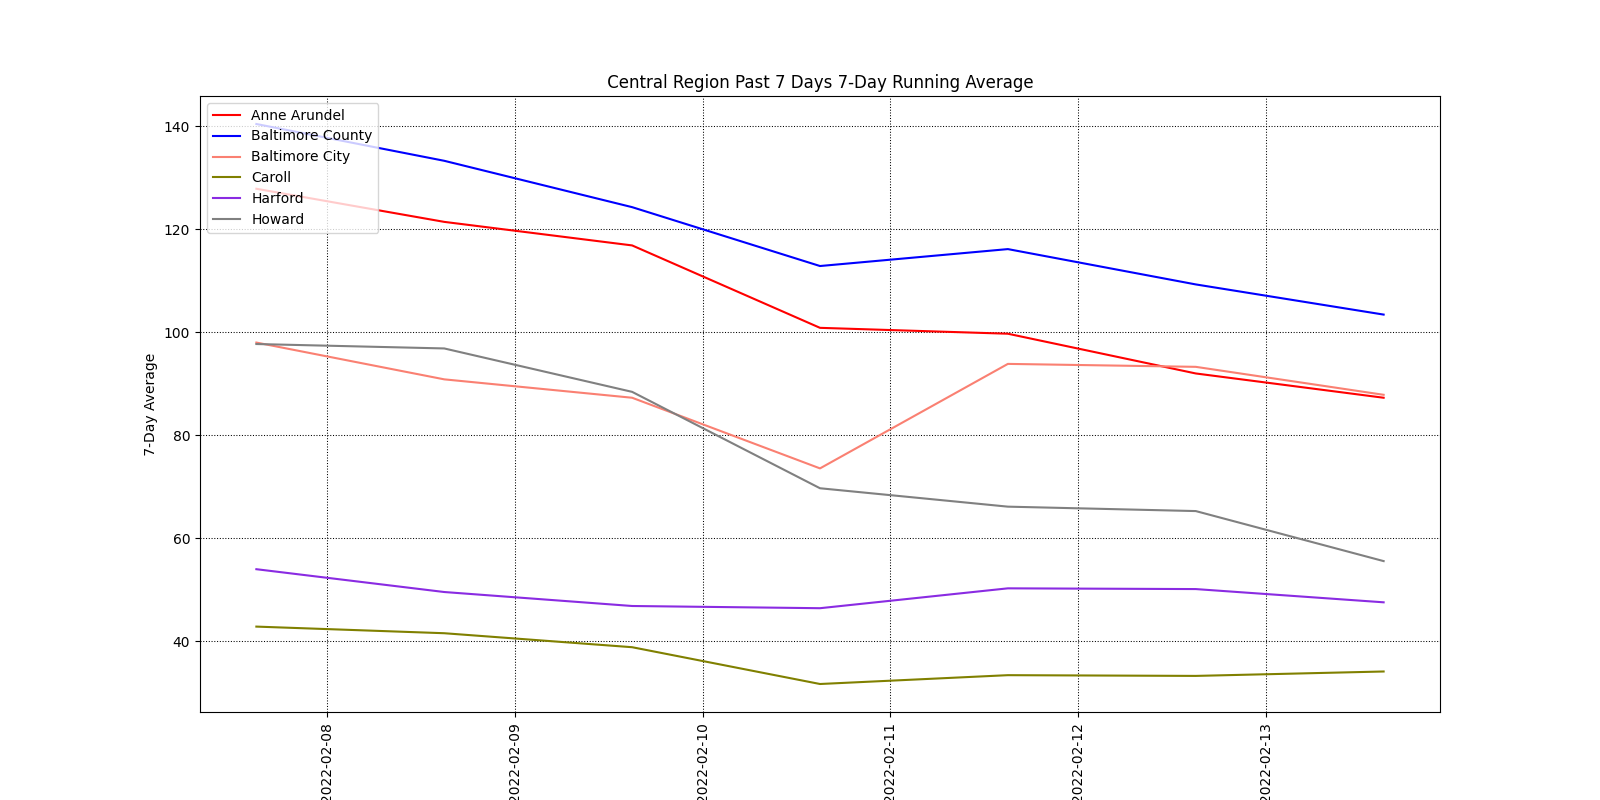 Central Region Past 7 Days 7-Day Running Average
Anne Arundel
Baltimore County
Baltimore City
Caroll
Harford
Howard
7-Day Average
140
120
100
80
60
40
2022-02-08
2022-02-09
2022-02-10
2022-02-11
2022-02-12
2022-02-13